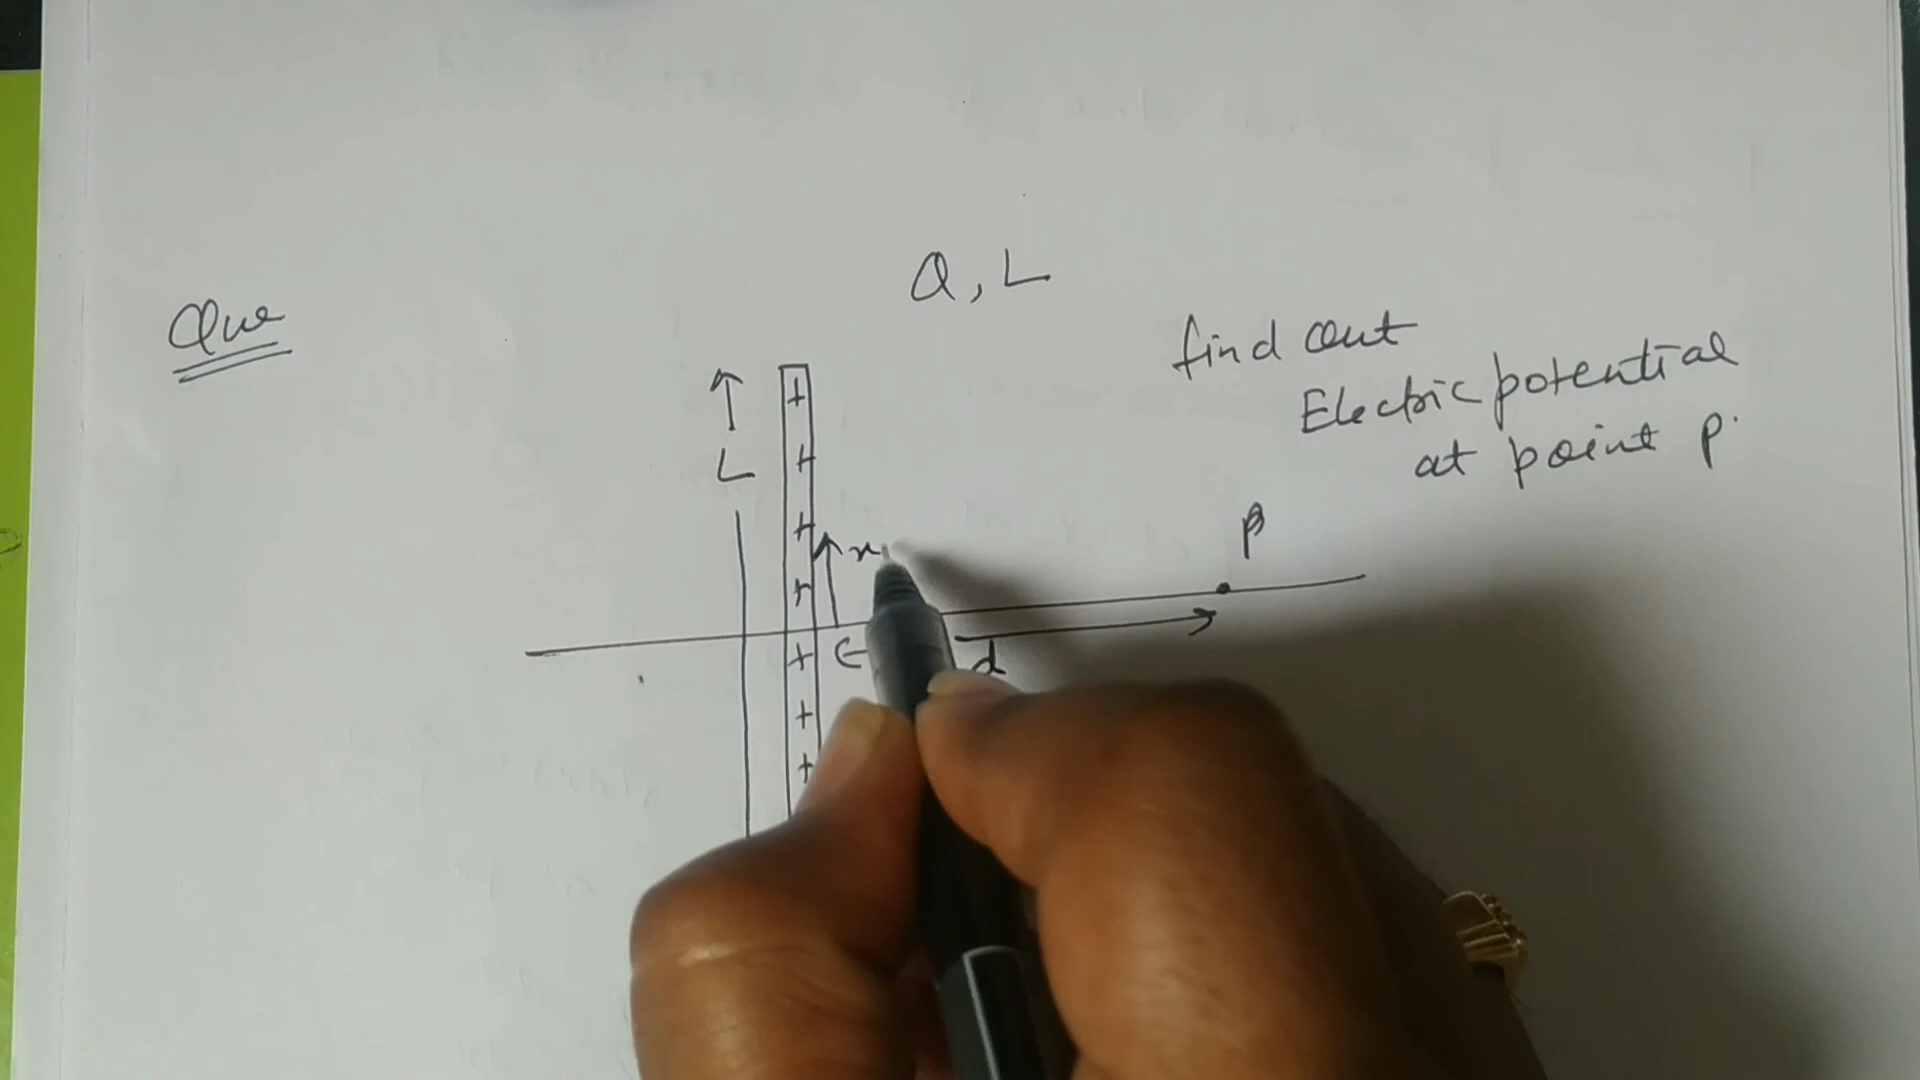 Que
Q, L
find out
Electric potential
at point P.
L
+
+
+
+
+
+
+
x
P
d